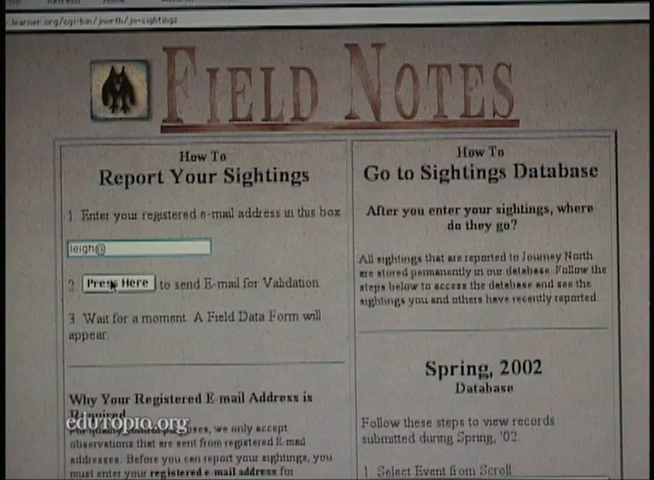 .learner.org/cgi-bin/jnorth/jn-sightings
FIELD NOTES
How To
Report Your Sightings
1. Enter your registered e-mail address in this box
leigh@
2. Press Here to send E-mail for Validation
3. Wait for a moment. A Field Data Form will
appear.
Why Your Registered E-mail Address is
Required
For quality control purposes, we only accept
observations that are sent from registered E-mail
addresses. Before you can report your sightings, you
must enter your registered e-mail address for
How To
Go to Sightings Database
After you enter your sightings, where
do they go?
All sightings that are reported to Journey North
are stored permanently in our database. Follow the
steps below to access the database and see the
sightings you and others have recently reported.
Spring, 2002
Database
Follow these steps to view records
submitted during Spring, '02.
1. Select Event from Scroll
edutopia.org